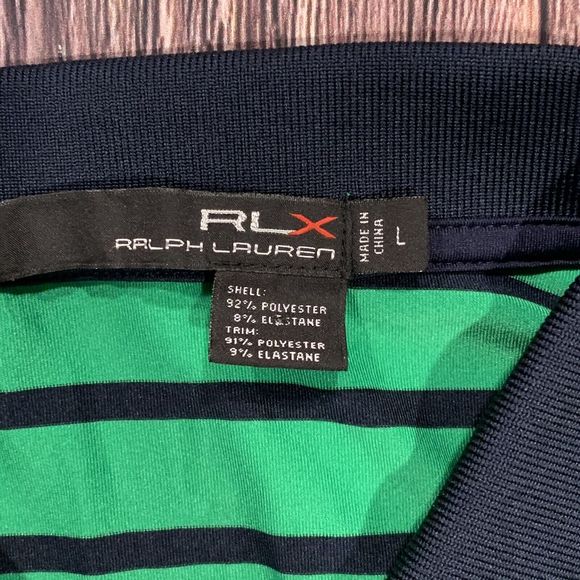 RLX
RALPH LAUREN
MADE IN
CHINA
L
SHELL:
92% POLYESTER
8% ELASTANE
TRIM:
91% POLYESTER
9% ELASTANE